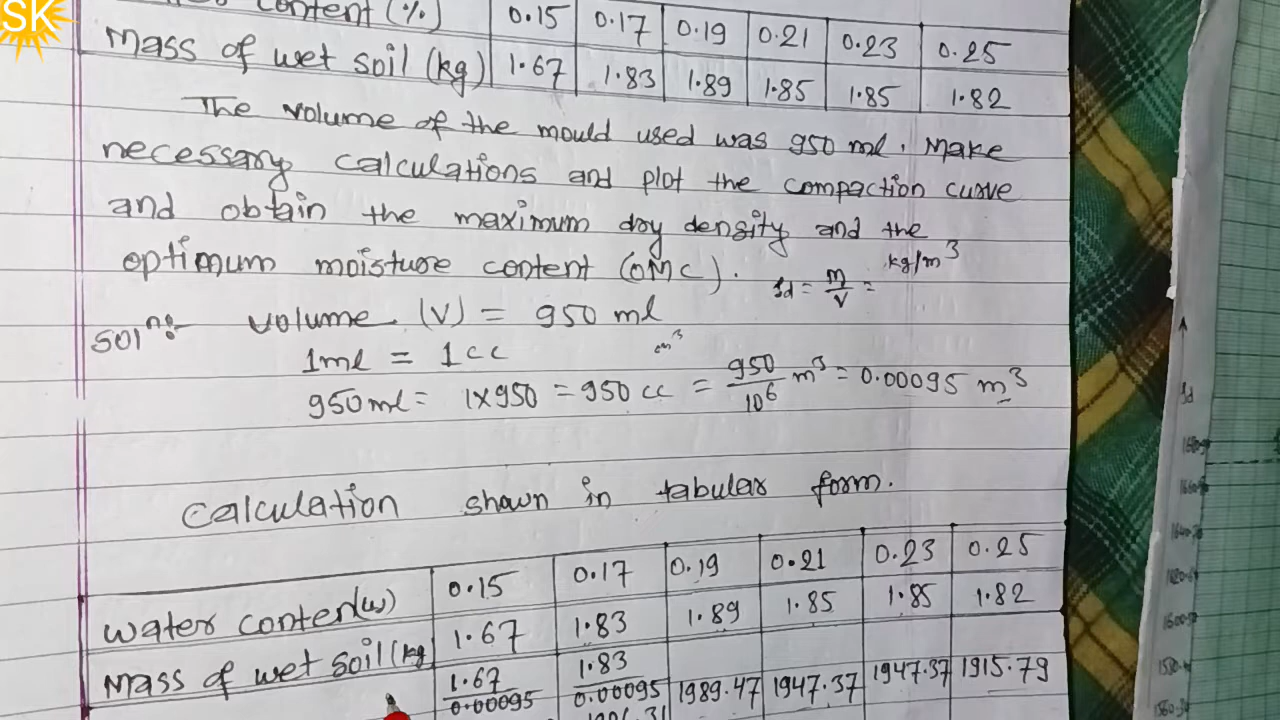 SK
content (%) 0.15 0.17 0.19 0.21 0.23 0.25
Mass of wet soil (kg) 1.67 1.83 1.89 1.85 1.85 1.82
The volume of the mould used was 950 ml. Make
necessary calculations and plot the compaction curve
and obtain the maximum dry density and the
optimum moisture content (OMC). ρd = m/v = kg/m³
Solⁿ:- volume (V) = 950 ml
1ml = 1cc cm³
950ml = 1x950 = 950 cc = 950/10⁶ m³ = 0.00095 m³
Calculation shown in tabular form.
water conten(w) 0.15 0.17 0.19 0.21 0.23 0.25
Mass of wet soil(kg 1.67 1.83 1.89 1.85 1.85 1.82
1.67/0.00095 1.83/0.00095 1989.47 1947.37 1947.37 1915.79